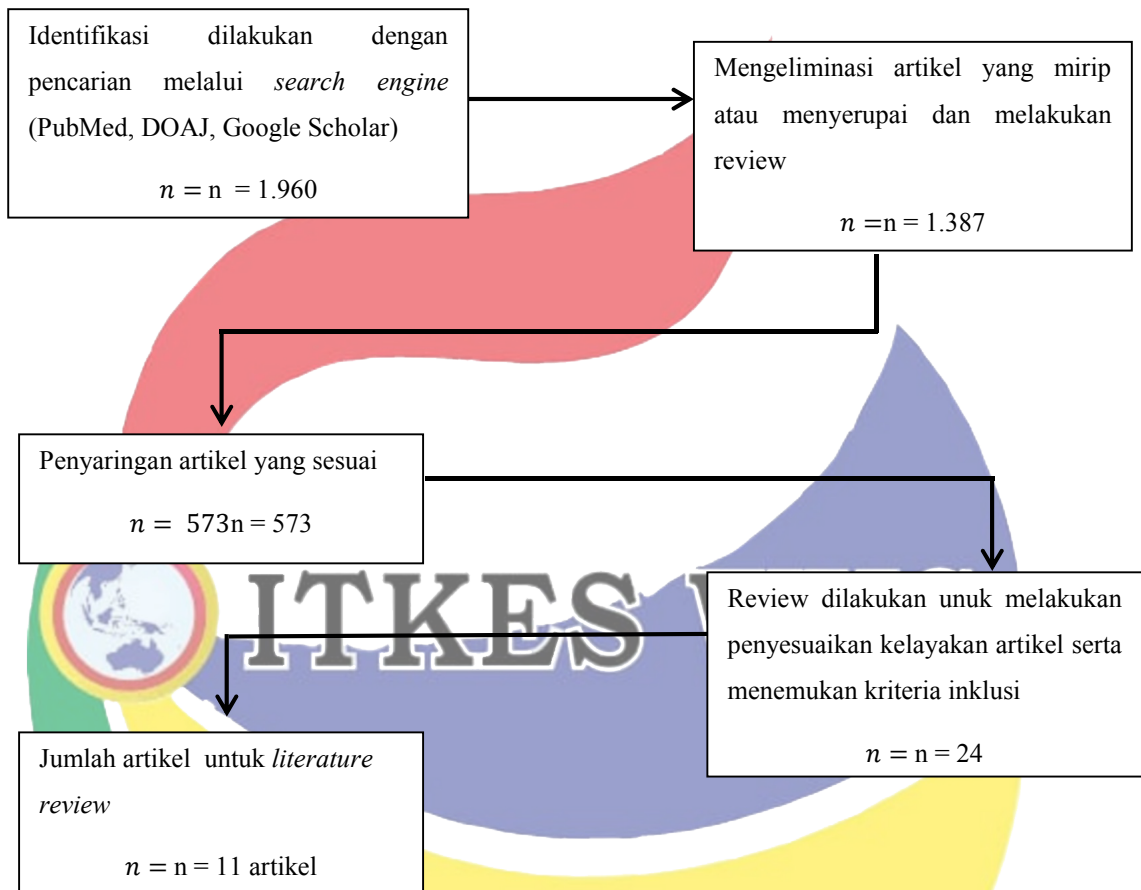 Identifikasi dilakukan dengan
pencarian melalui search engine
(PubMed, DOAJ, Google Scholar)
𝑛 = n = 1.960
Mengeliminasi artikel yang mirip
atau menyerupai dan melakukan
review
𝑛 =n = 1.387
Penyaringan artikel yang sesuai
𝑛 = 573n = 573
ITKES
Review dilakukan unuk melakukan
penyesuaikan kelayakan artikel serta
menemukan kriteria inklusi
𝑛 = n = 24
Jumlah artikel untuk literature
review
𝑛 = n = 11 artikel